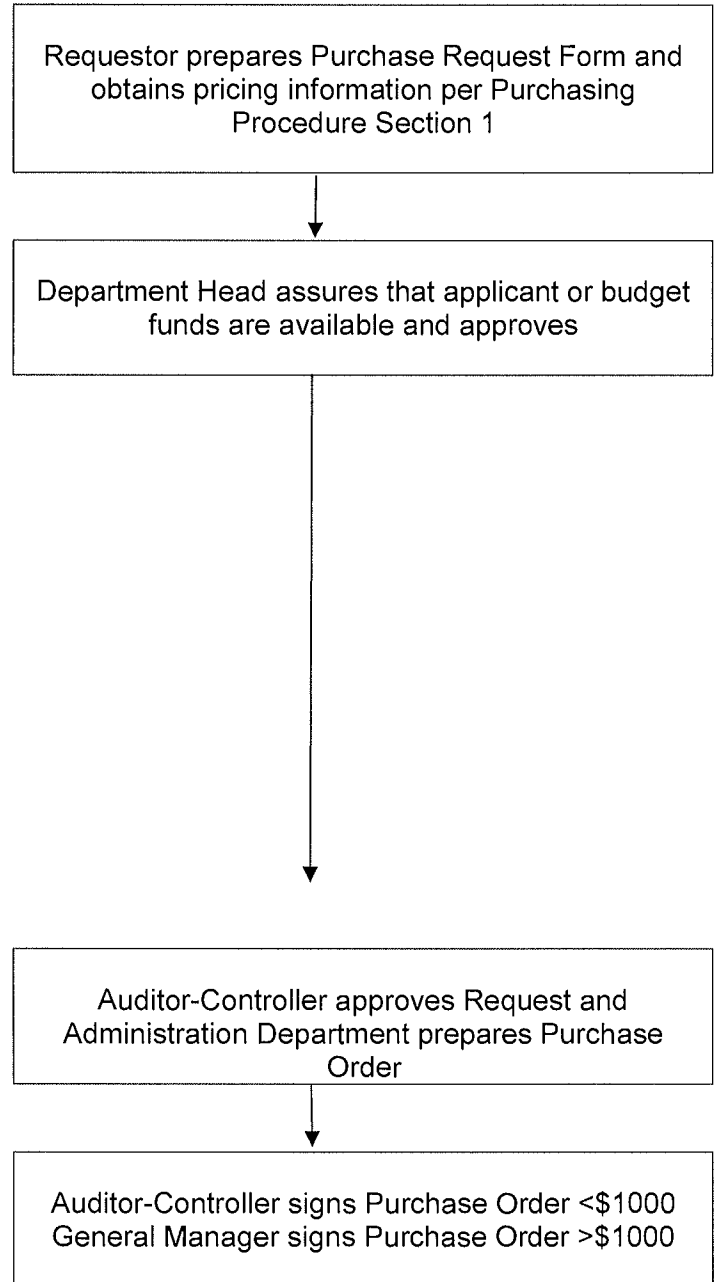 Requestor prepares Purchase Request Form and
obtains pricing information per Purchasing
Procedure Section 1
Department Head assures that applicant or budget
funds are available and approves
Auditor-Controller approves Request and
Administration Department prepares Purchase
Order
Auditor-Controller signs Purchase Order <$1000
General Manager signs Purchase Order >$1000